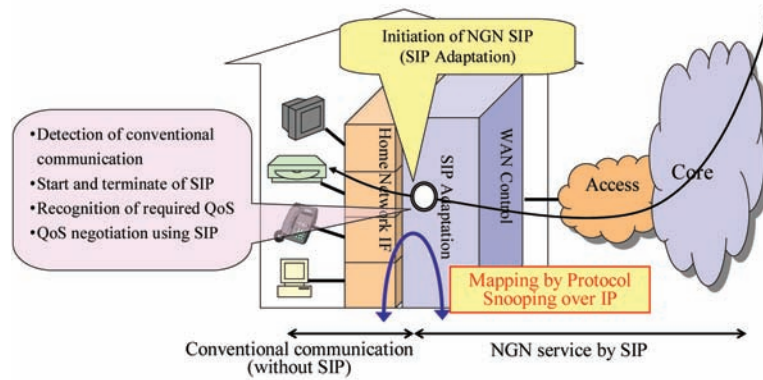 Initiation of NGN SIP
(SIP Adaptation)
•Detection of conventional
communication
•Start and terminate of SIP
•Recognition of required QoS
•QoS negotiation using SIP
Home Network IF
SIP Adaptation
WAN Control
Access
Core
Mapping by Protocol
Snooping over IP
Conventional communication
(without SIP)
NGN service by SIP